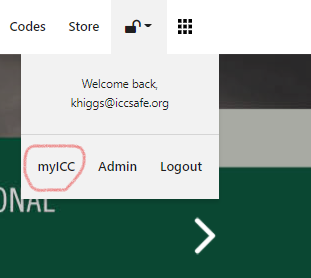 Codes Store
Welcome back,
khiggs@iccsafe.org
myICC Admin Logout
ONAL